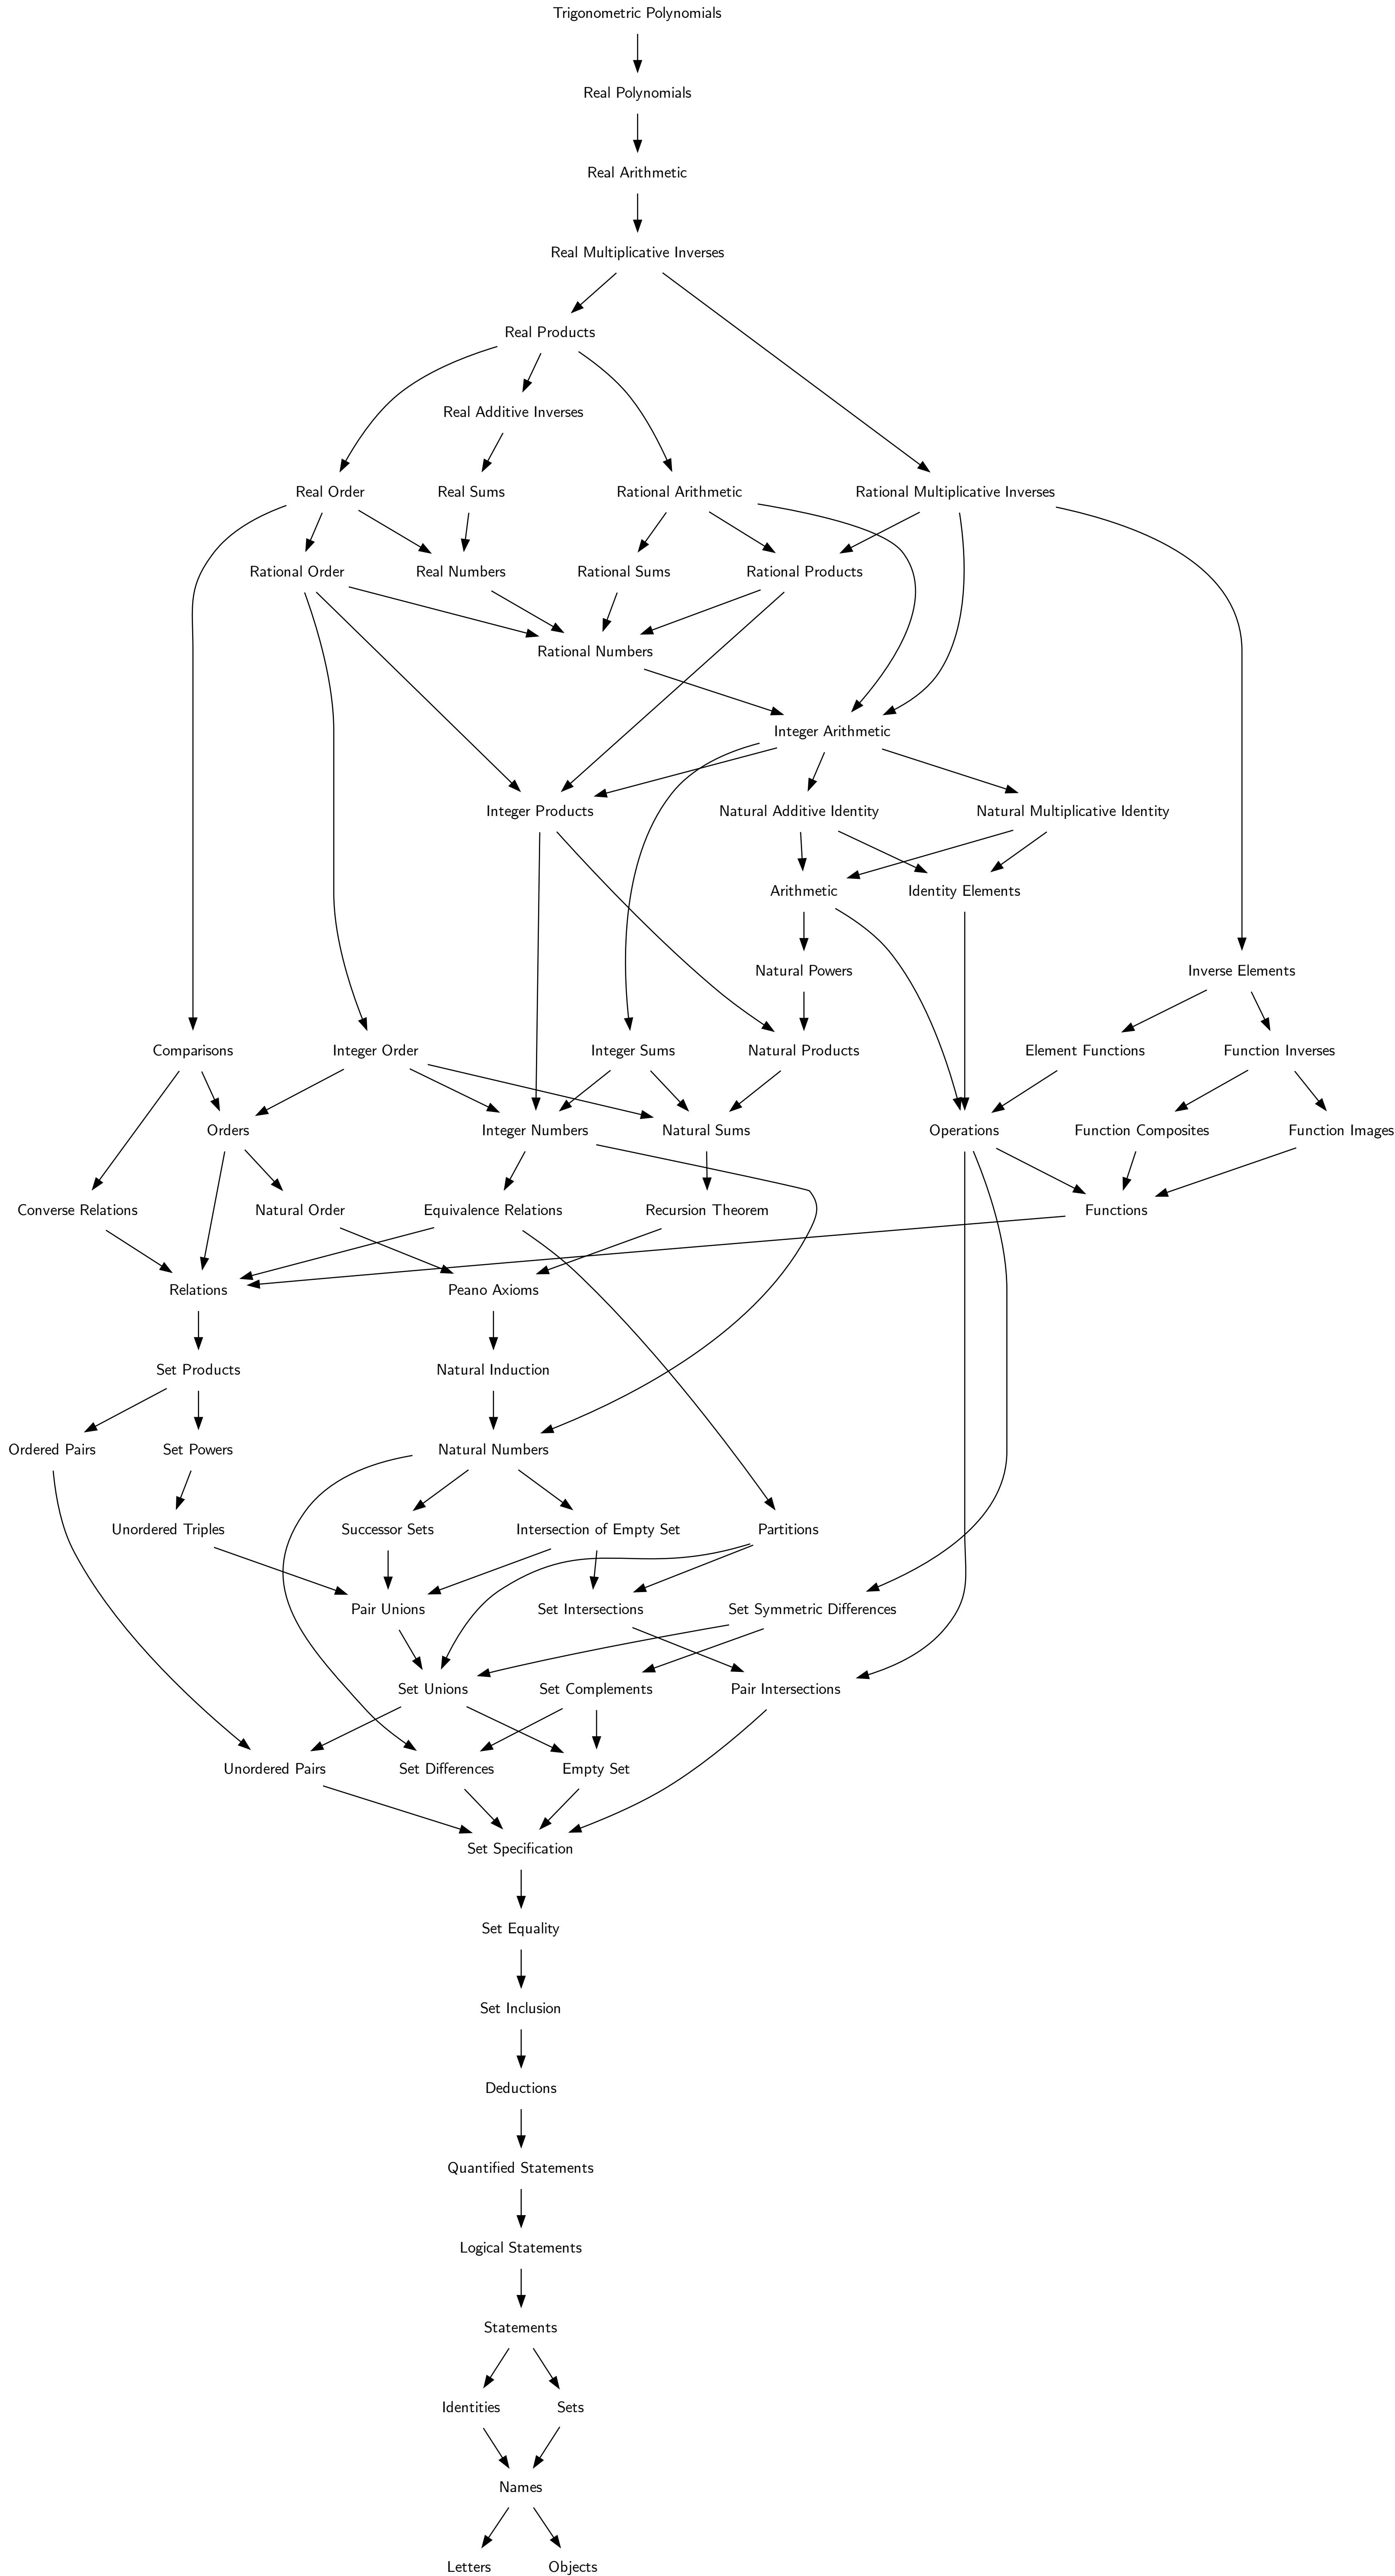 Trigonometric Polynomials
Real Polynomials
Real Arithmetic
Real Multiplicative Inverses
Real Products
Real Additive Inverses
Real Order
Real Sums
Rational Arithmetic
Rational Multiplicative Inverses
Rational Order
Real Numbers
Rational Sums
Rational Products
Rational Numbers
Integer Arithmetic
Integer Products
Natural Additive Identity
Natural Multiplicative Identity
Arithmetic
Identity Elements
Natural Powers
Inverse Elements
Comparisons
Integer Order
Integer Sums
Natural Products
Element Functions
Function Inverses
Orders
Integer Numbers
Natural Sums
Operations
Function Composites
Function Images
Converse Relations
Natural Order
Equivalence Relations
Recursion Theorem
Functions
Relations
Peano Axioms
Set Products
Natural Induction
Ordered Pairs
Set Powers
Natural Numbers
Unordered Triples
Successor Sets
Intersection of Empty Set
Partitions
Pair Unions
Set Intersections
Set Symmetric Differences
Set Unions
Set Complements
Pair Intersections
Unordered Pairs
Set Differences
Empty Set
Set Specification
Set Equality
Set Inclusion
Deductions
Quantified Statements
Logical Statements
Statements
Identities
Sets
Names
Letters
Objects